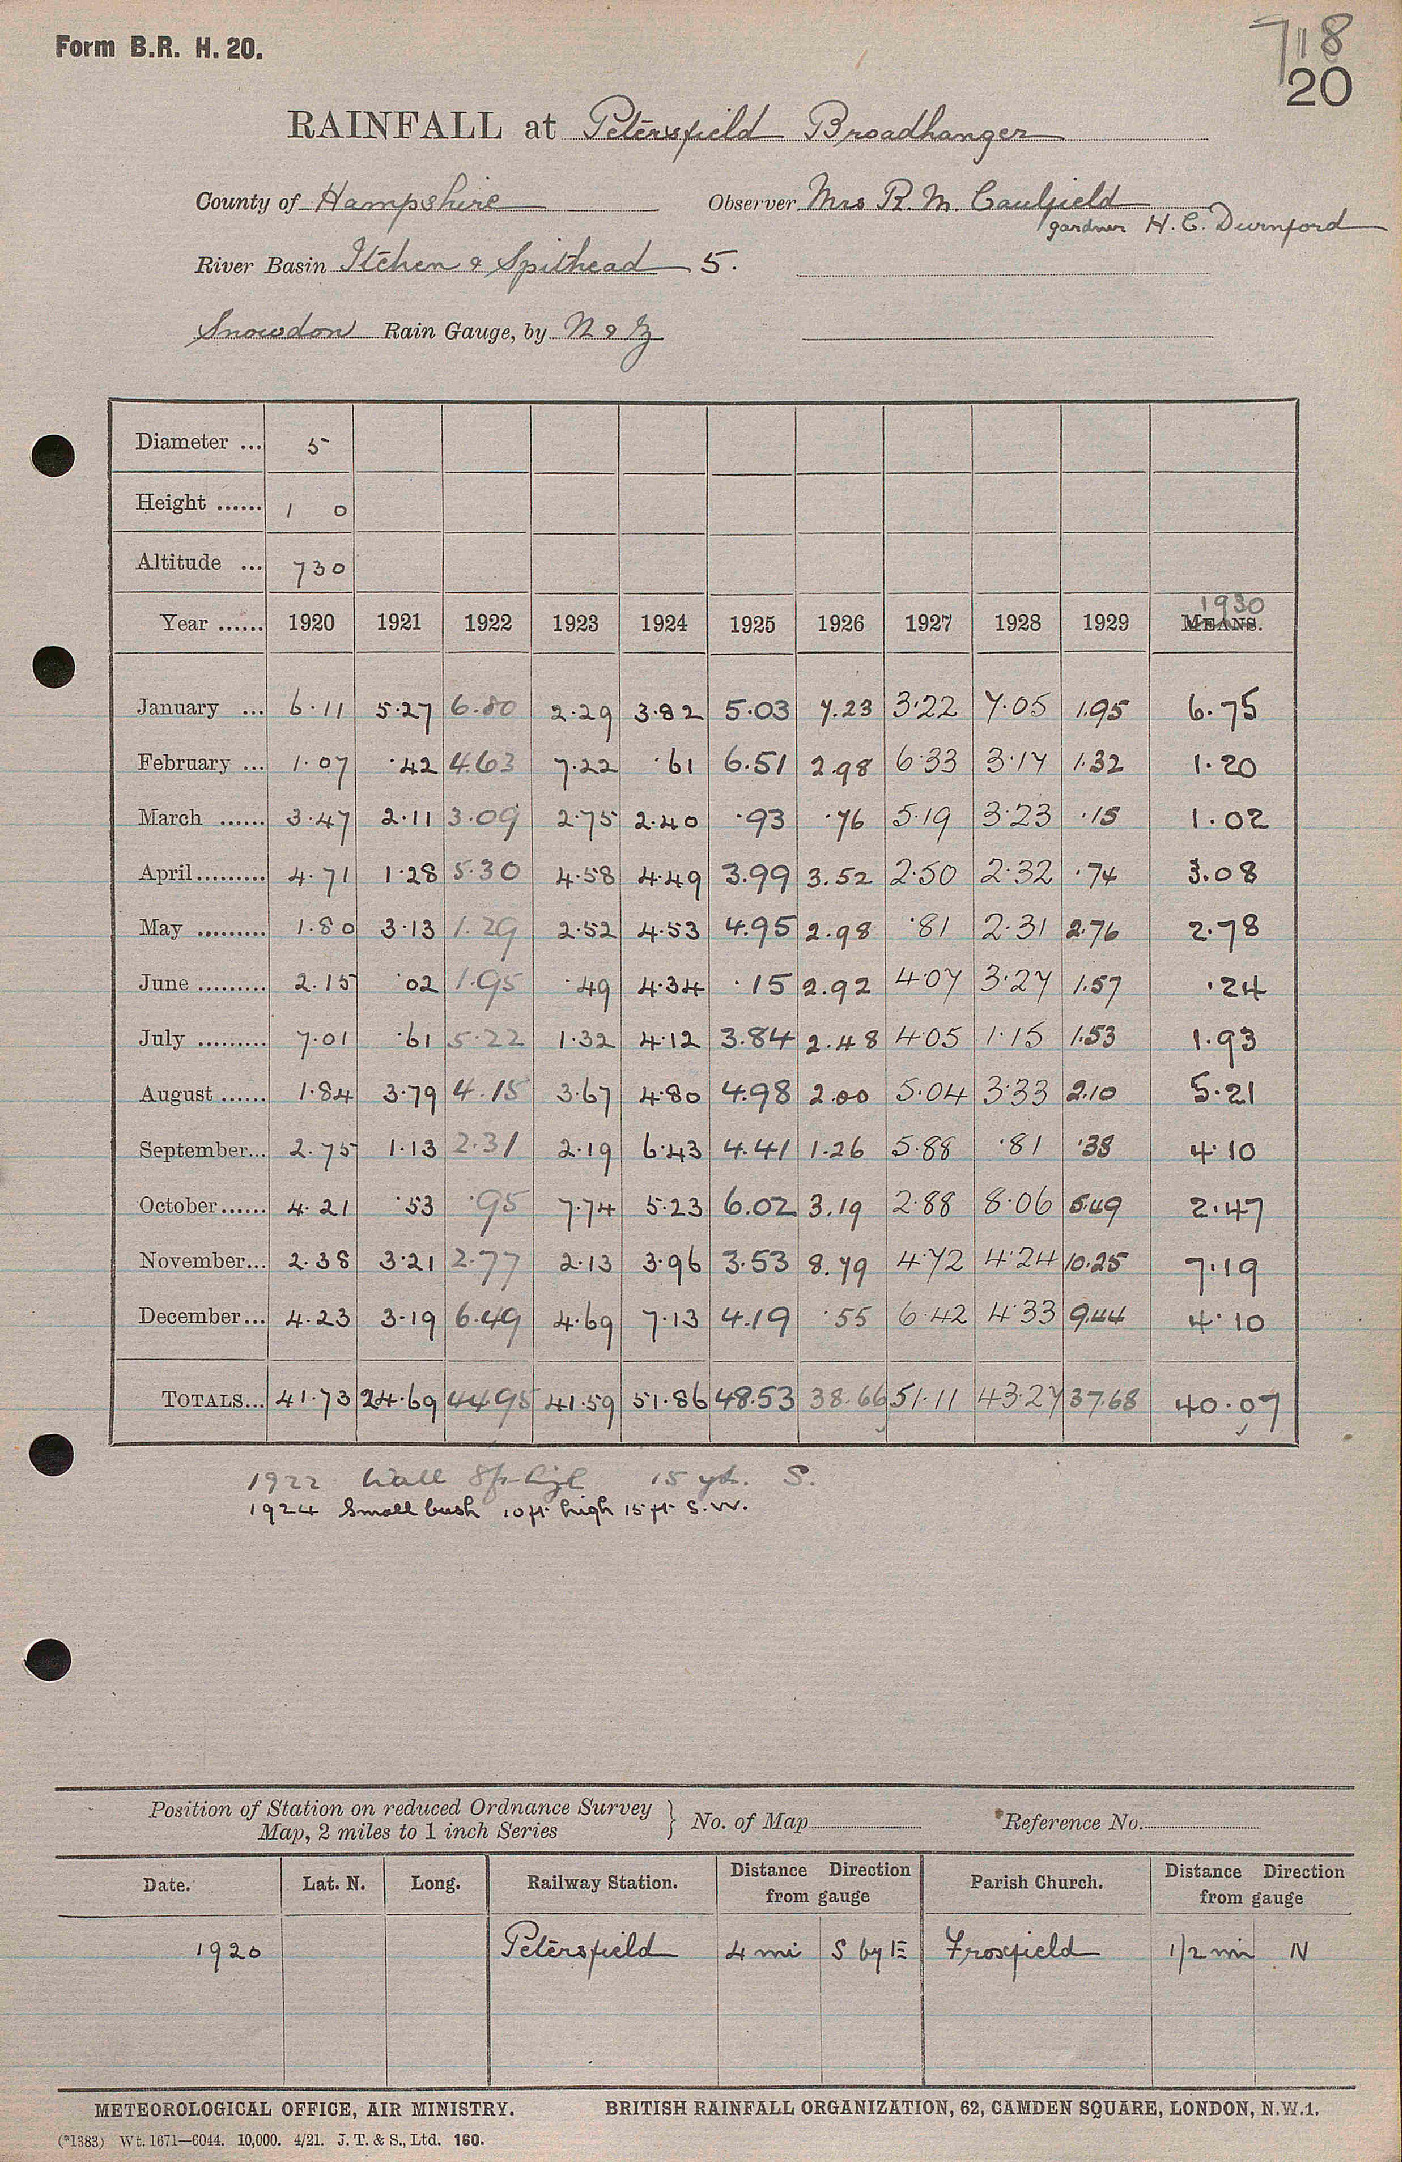 Form B.R. H. 20.
718
20
RAINFALL at Petersfield Broadhanger
County of Hampshire Observer Mrs R. M. Caulfield
gardner H. C. Durnford
River Basin Itchen & Spithead 5.
Snowdon Rain Gauge, by N & Z
Diameter ... 5
Height ...... 1 0
Altitude ... 730
1930
Year ...... 1920 1921 1922 1923 1924 1925 1926 1927 1928 1929 MEANS.
January ... 6.11 5.27 6.80 2.29 3.82 5.03 7.23 3.22 7.05 1.95 6.75
February ... 1.07 .42 4.63 7.22 .61 6.51 2.98 6.33 3.17 1.32 1.20
March ...... 3.47 2.11 3.09 2.75 2.40 .93 .76 5.19 3.23 .15 1.02
April......... 4.71 1.28 5.30 4.58 4.49 3.99 3.52 2.50 2.32 .74 3.08
May ......... 1.80 3.13 1.29 2.52 4.53 4.95 2.98 .81 2.31 2.76 2.78
June ......... 2.15 .02 1.95 .49 4.34 .15 2.92 4.07 3.27 1.57 .24
July ......... 7.01 .61 5.22 1.32 4.12 3.84 2.48 4.05 1.15 1.53 1.93
August ...... 1.84 3.79 4.15 3.67 4.80 4.98 2.00 5.04 3.33 2.10 5.21
September... 2.75 1.13 2.31 2.19 6.43 4.41 1.26 5.88 .81 .38 4.10
October...... 4.21 .53 .95 7.74 5.23 6.02 3.19 2.88 8.06 5.49 2.47
November... 2.38 3.21 2.77 2.13 3.96 3.53 8.79 4.72 4.24 10.25 7.19
December... 4.23 3.19 6.49 4.69 7.13 4.19 .55 6.42 4.33 9.44 4.10
TOTALS... 41.73 24.69 44.95 41.59 51.86 48.53 38.66 51.11 43.27 37.68 40.07
1922 Wall 8ft high 15 yds. S.
1924 Small bush 10 ft. high 15 ft. S.W.
Position of Station on reduced Ordnance Survey
Map, 2 miles to 1 inch Series } No. of Map Reference No.
Date. Lat. N. Long. Railway Station. Distance Direction from gauge Parish Church. Distance Direction from gauge
1920 Petersfield 4 mi S by E Froxfield 1/2 mi N
METEOROLOGICAL OFFICE, AIR MINISTRY. BRITISH RAINFALL ORGANIZATION, 62, CAMDEN SQUARE, LONDON, N.W.1.
(*1383) Wt. 1671—6044. 10,000. 4/21. J. T. & S., Ltd. 160.